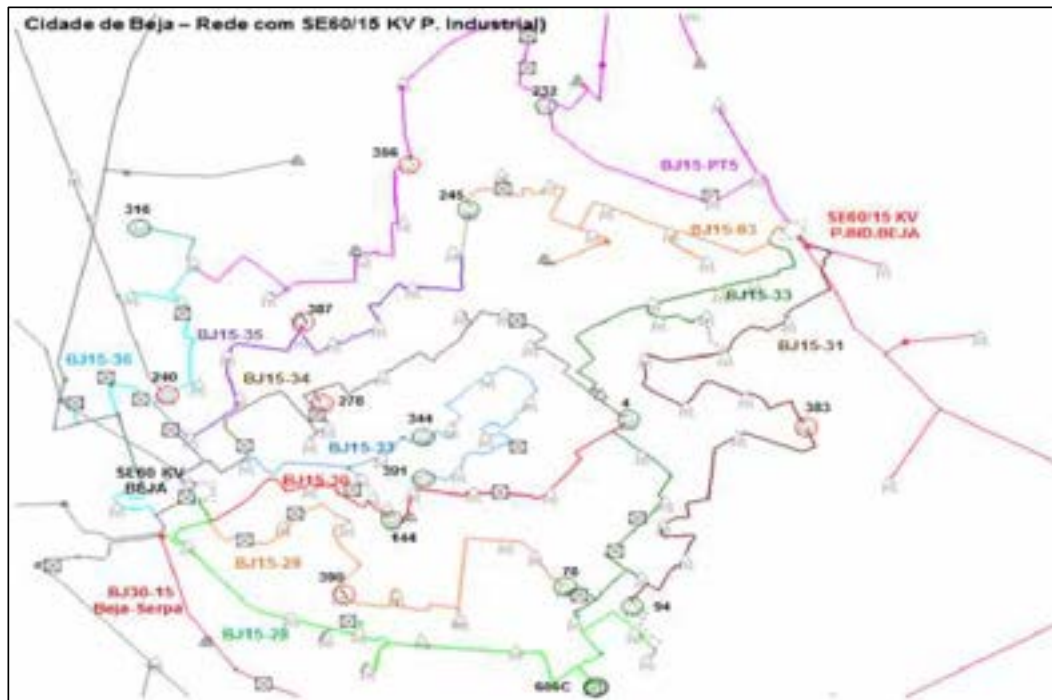 Cidade de Beja – Rede com SE60/15 KV P. Industrial)
232
BJ15-PT5
245
316
SE60/15 KV
P.IND.BEJA
BJ15-33
387
BJ15-35
BJ15-31
BJ15-36
BJ15-34
240
278
344
4
383
BJ15-33
391
SE60 KV
BEJA
BJ15-30
144
BJ15-29
390
78
94
BJ30-15
Beja-Serpa
BJ15-28